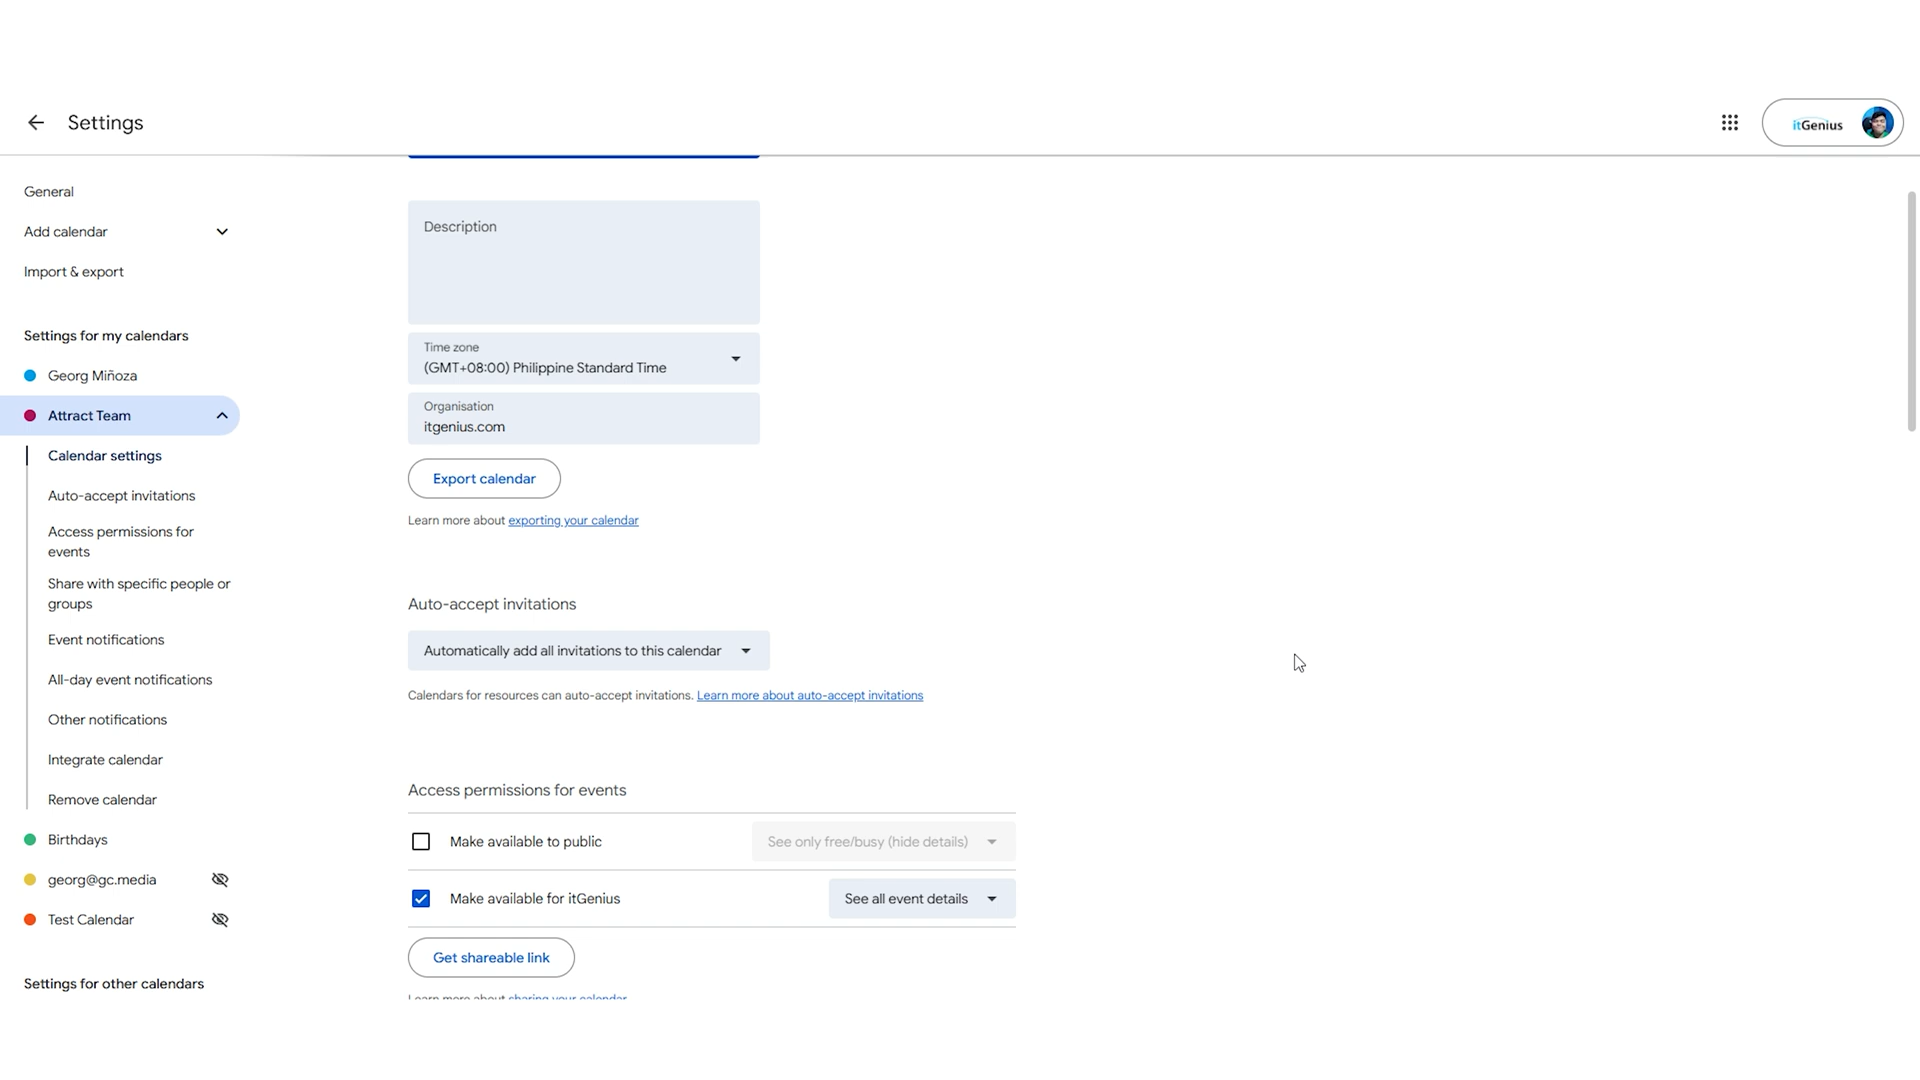 Settings
itGenius
General
Add calendar
Import & export
Settings for my calendars
Georg Miñoza
Attract Team
Calendar settings
Auto-accept invitations
Access permissions for
events
Share with specific people or
groups
Event notifications
All-day event notifications
Other notifications
Integrate calendar
Remove calendar
Birthdays
georg@gc.media
Test Calendar
Settings for other calendars
Description
Time zone
(GMT+08:00) Philippine Standard Time
Organisation
itgenius.com
Export calendar
Learn more about exporting your calendar
Auto-accept invitations
Automatically add all invitations to this calendar
Calendars for resources can auto-accept invitations. Learn more about auto-accept invitations
Access permissions for events
Make available to public
See only free/busy (hide details)
Make available for itGenius
See all event details
Get shareable link
Learn more about sharing your calendar